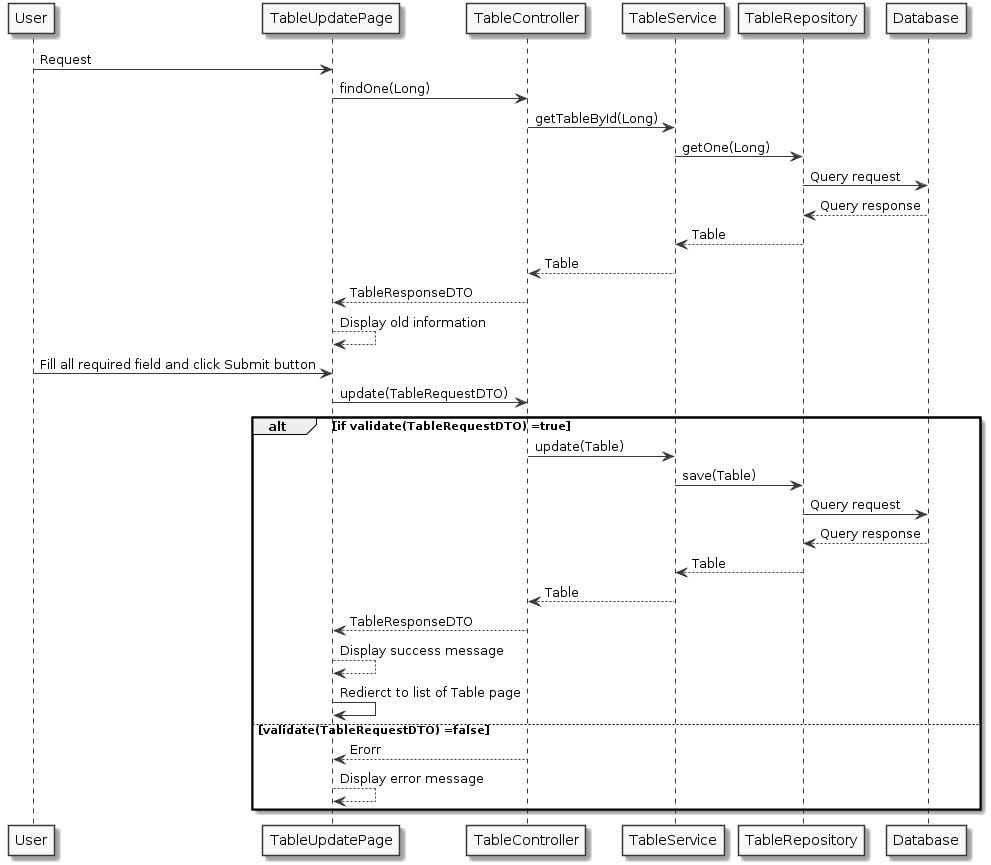 User TableUpdatePage TableController TableService TableRepository Database
Request
findOne(Long)
getTableById(Long)
getOne(Long)
Query request
Query response
Table
Table
TableResponseDTO
Display old information
Fill all required field and click Submit button
update(TableRequestDTO)
alt [if validate(TableRequestDTO) =true]
update(Table)
save(Table)
Query request
Query response
Table
Table
TableResponseDTO
Display success message
Redierct to list of Table page
[validate(TableRequestDTO) =false]
Erorr
Display error message
User TableUpdatePage TableController TableService TableRepository Database